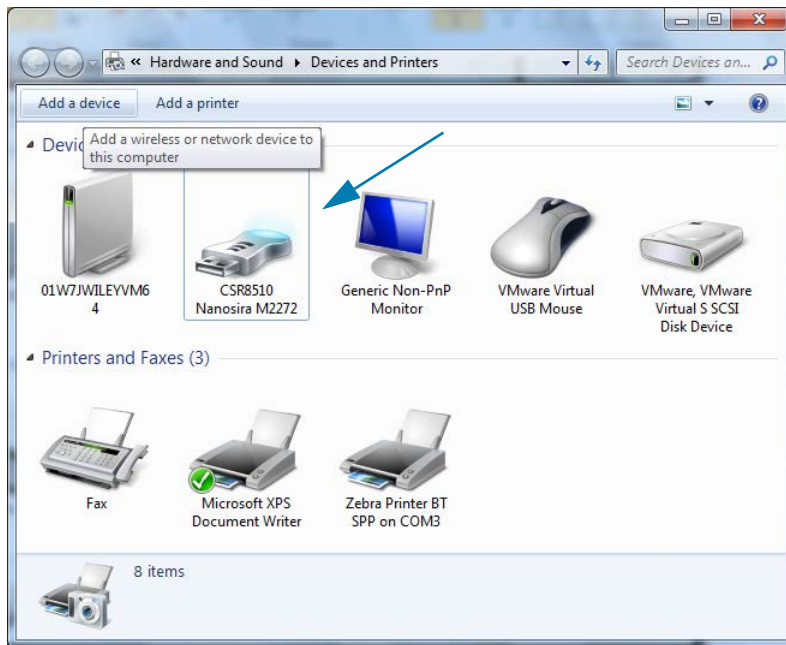 « Hardware and Sound ▸ Devices and Printers
Search Devices an...
Add a device
Add a printer
Add a wireless or network device to
this computer
01W7JWILEYVM6
4
CSR8510
Nanosira M2272
Generic Non-PnP
Monitor
VMware Virtual
USB Mouse
VMware, VMware
Virtual S SCSI
Disk Device
Printers and Faxes (3)
Fax
Microsoft XPS
Document Writer
Zebra Printer BT
SPP on COM3
8 items